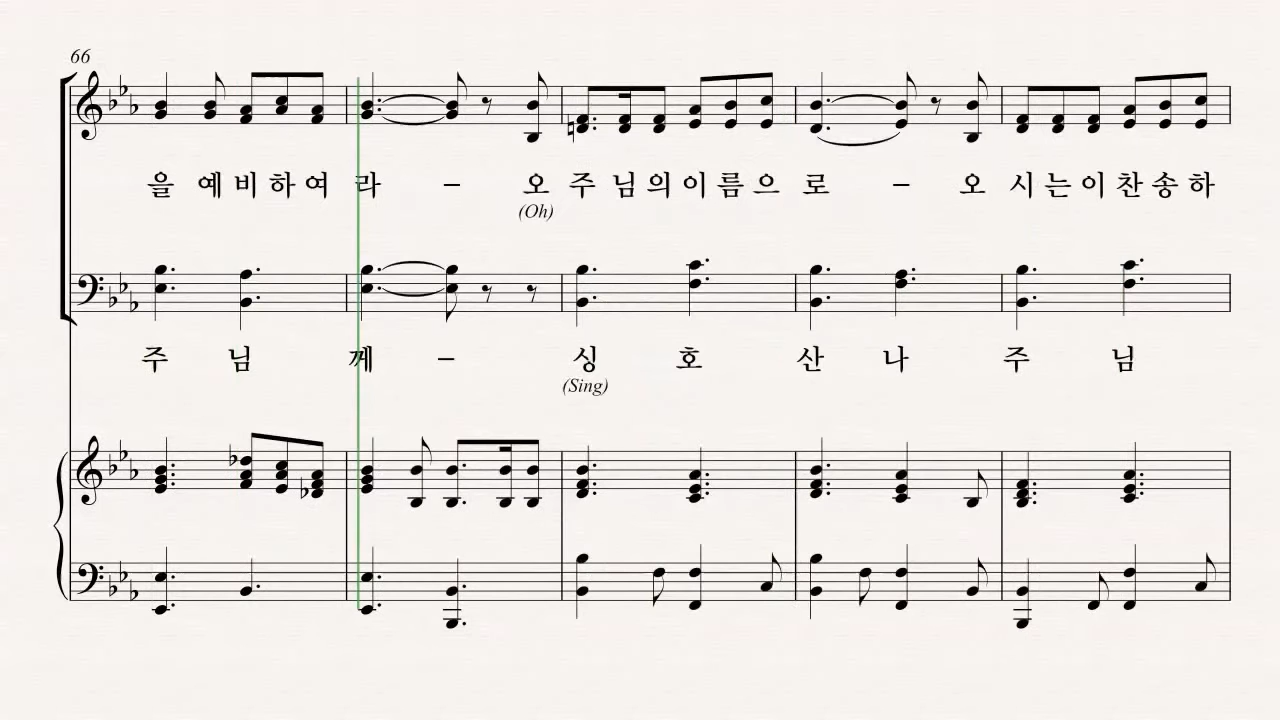 66
을 예 비 하 여 라 – 오 주 님 의 이 름 으 로 – 오 시 는 이 찬 송 하
(Oh)
주 님 께 – 싱 호 산 나 주 님
(Sing)